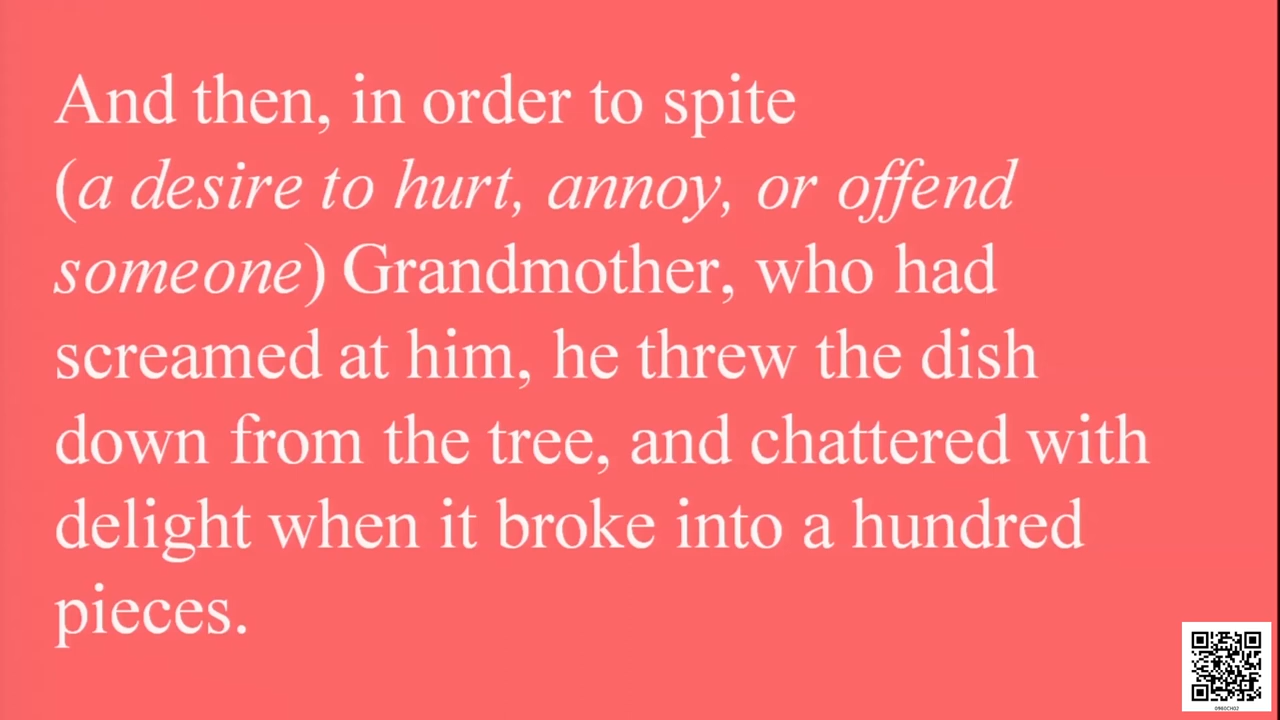 And then, in order to spite
(a desire to hurt, annoy, or offend
someone) Grandmother, who had
screamed at him, he threw the dish
down from the tree, and chattered with
delight when it broke into a hundred
pieces.